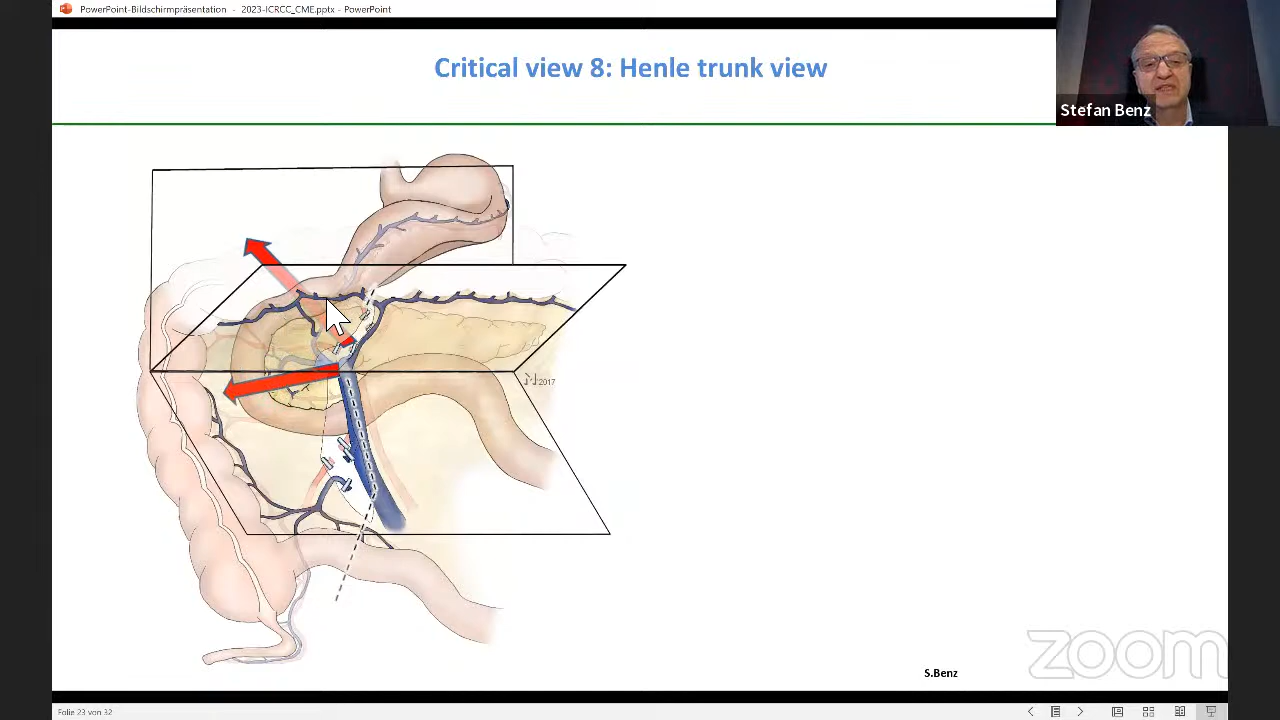 PowerPoint-Bildschirmpräsentation - 2023-ICRCC_CME.pptx - PowerPoint
Critical view 8: Henle trunk view
Stefan Benz
2017
S.Benz
zoom
Folie 23 von 32